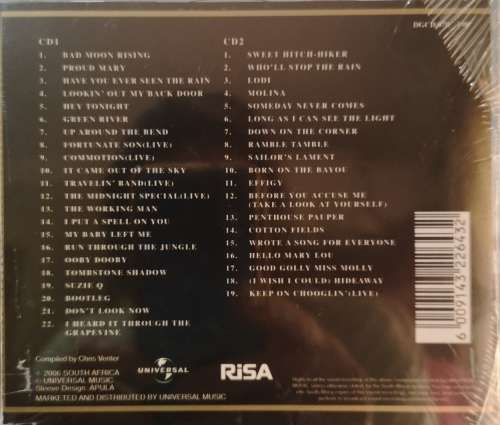 CD1
1. BAD MOON RISING
2. PROUD MARY
3. HAVE YOU EVER SEEN THE RAIN
4. LOOKIN' OUT MY BACK DOOR
5. HEY TONIGHT
6. GREEN RIVER
7. UP AROUND THE BEND
8. FORTUNATE SON(LIVE)
9. COMMOTION(LIVE)
10. IT CAME OUT OF THE SKY
11. TRAVELIN' BAND(LIVE)
12. THE MIDNIGHT SPECIAL(LIVE)
13. THE WORKING MAN
14. I PUT A SPELL ON YOU
15. MY BABY LEFT ME
16. RUN THROUGH THE JUNGLE
17. OOBY DOOBY
18. TOMBSTONE SHADOW
19. SUZIE Q
20. BOOTLEG
21. DON'T LOOK NOW
22. I HEARD IT THROUGH THE
GRAPEVINE
CD2
1. SWEET HITCH-HIKER
2. WHO'LL STOP THE RAIN
3. LODI
4. MOLINA
5. SOMEDAY NEVER COMES
6. LONG AS I CAN SEE THE LIGHT
7. DOWN ON THE CORNER
8. RAMBLE TAMBLE
9. SAILOR'S LAMENT
10. BORN ON THE BAYOU
11. EFFIGY
12. BEFORE YOU ACCUSE ME
(TAKE A LOOK AT YOURSELF)
13. PENTHOUSE PAUPER
14. COTTON FIELDS
15. WROTE A SONG FOR EVERYONE
16. HELLO MARY LOU
17. GOOD GOLLY MISS MOLLY
18. (I WISH I COULD) HIDEAWAY
19. KEEP ON CHOOGLIN'(LIVE)
6009143226432
Compiled by Chris Venter
℗ 2006 SOUTH AFRICA
© UNIVERSAL MUSIC
Sleeve Design: APULA
MARKETED AND DISTRIBUTED BY UNIVERSAL MUSIC
UNIVERSAL
RiSA